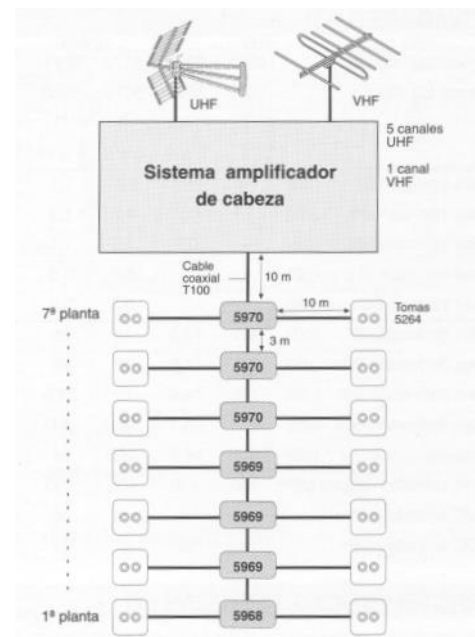 UHF
VHF
5 canales
UHF
Sistema amplificador
de cabeza
1 canal
VHF
Cable
coaxial
T100
10 m
10 m
7ª planta
5970
Tomas
5264
3 m
5970
5970
5969
5969
5969
1ª planta
5968